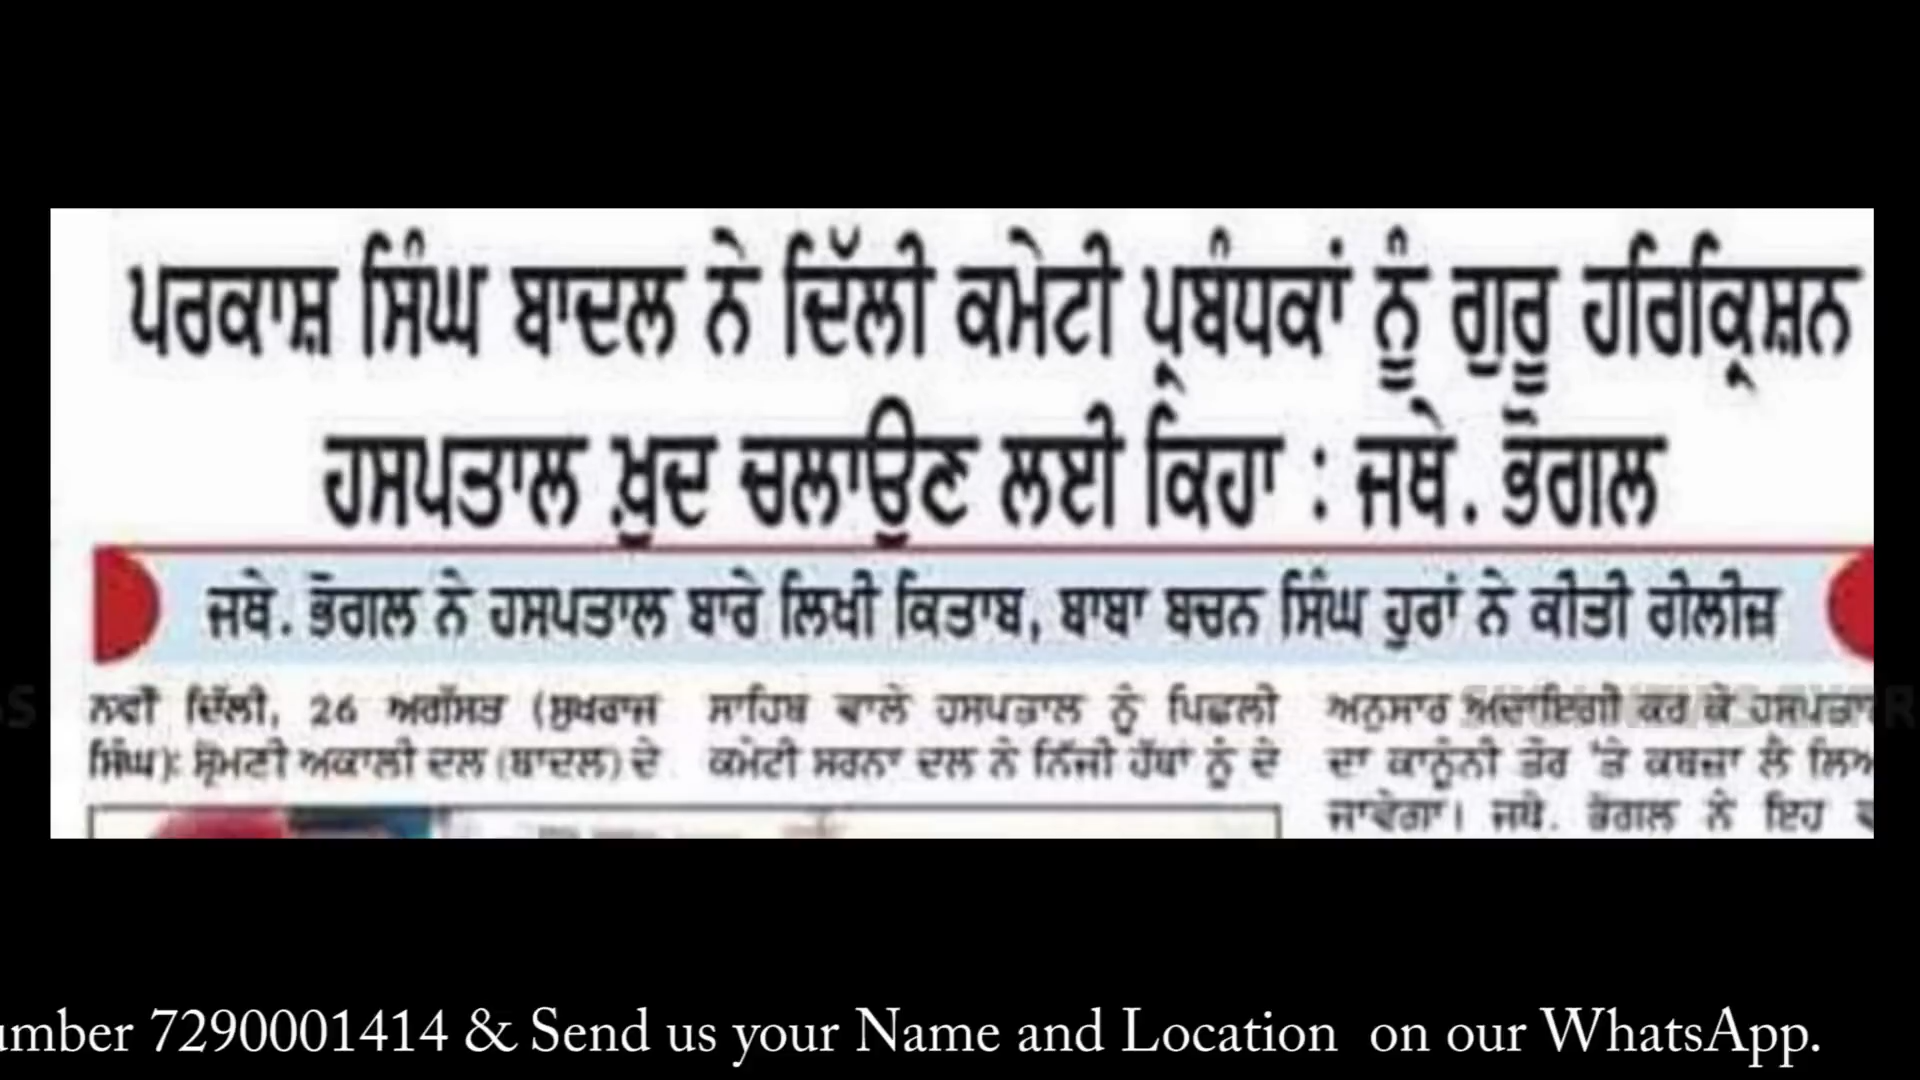 ਪਰਕਾਸ਼ ਸਿੰਘ ਬਾਦਲ ਨੇ ਦਿੱਲੀ ਕਮੇਟੀ ਪ੍ਰਬੰਧਕਾਂ ਨੂੰ ਗੁਰੂ ਹਰਿਕ੍ਰਿਸ਼ਨ
ਹਸਪਤਾਲ ਖ਼ੁਦ ਚਲਾਉਣ ਲਈ ਕਿਹਾ : ਜਥੇ. ਭੋਗਲ
ਜਥੇ. ਭੋਗਲ ਨੇ ਹਸਪਤਾਲ ਬਾਰੇ ਲਿਖੀ ਕਿਤਾਬ, ਬਾਬਾ ਬਚਨ ਸਿੰਘ ਹੁਰਾਂ ਨੇ ਕੀਤੀ ਰੀਲੀਜ਼
ਨਵੀਂ ਦਿੱਲੀ, 26 ਅਗੱਸਤ (ਸੁਖਰਾਜ
ਸਿੰਘ): ਸ਼੍ਰੋਮਣੀ ਅਕਾਲੀ ਦਲ (ਬਾਦਲ) ਦੇ
ਸਾਹਿਬ ਵਾਲੇ ਹਸਪਤਾਲ ਨੂੰ ਪਿਛਲੀ
ਕਮੇਟੀ ਸਰਨਾ ਦਲ ਨੇ ਨਿੱਜੀ ਹੱਥਾਂ ਨੂੰ ਦੇ
ਅਨੁਸਾਰ ਅਦਾਇਗੀ ਕਰ ਕੇ
ਦਾ ਕਾਨੂੰਨੀ ਤੌਰ 'ਤੇ ਕਬਜ਼ਾ ਲੈ
ਜਾਵੇਗਾ। ਜਥੇ. ਭੋਗਲ ਨੇ ਇਹ
7290001414 & Send us your Name and Location on our WhatsApp.